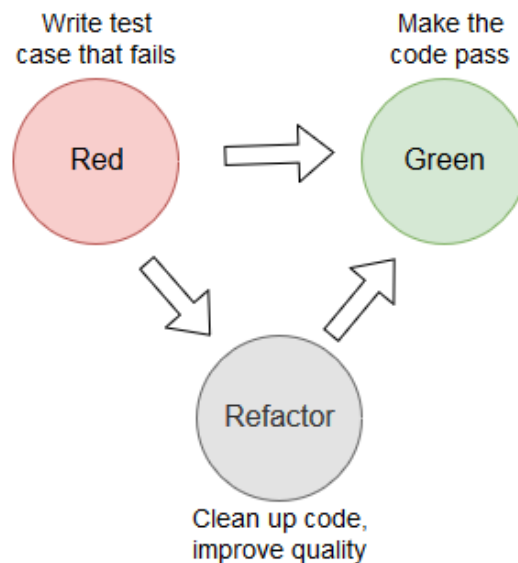 Write test
case that fails
Make the
code pass
Red
Green
Refactor
Clean up code,
improve quality